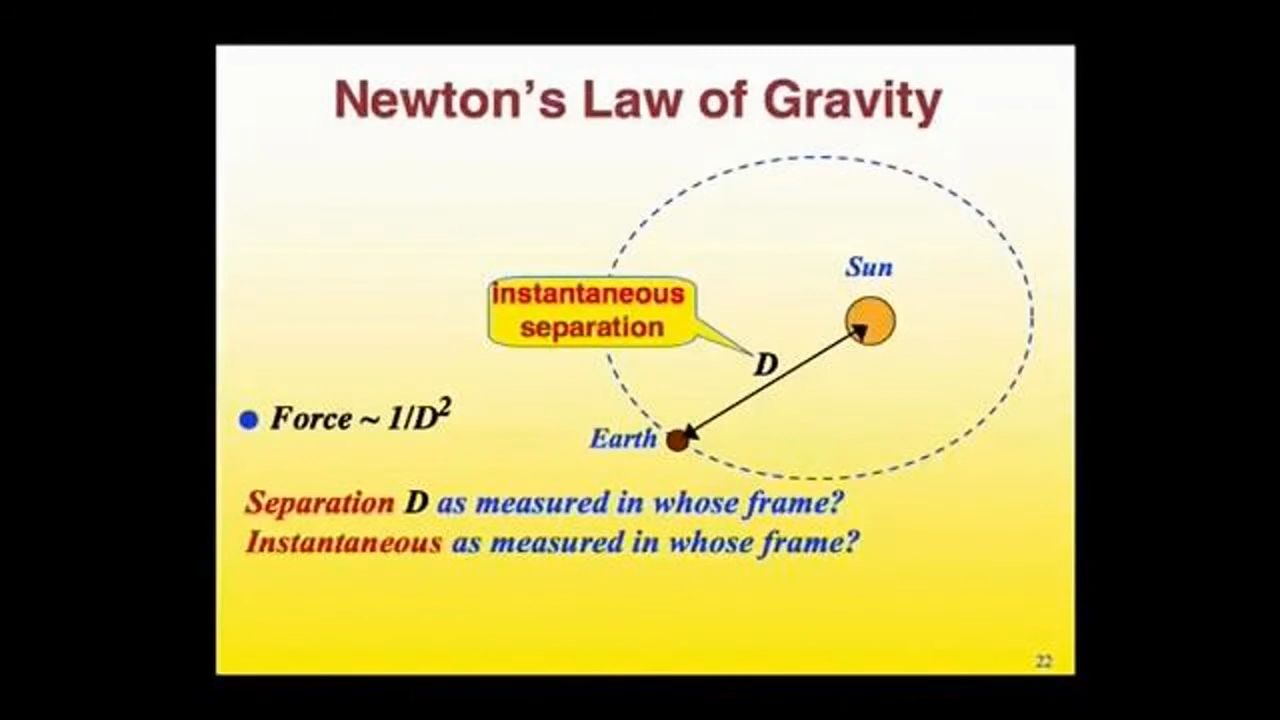 Newton's Law of Gravity
Sun
instantaneous
separation
D
Force ~ 1/D²
Earth
Separation D as measured in whose frame?
Instantaneous as measured in whose frame?
22